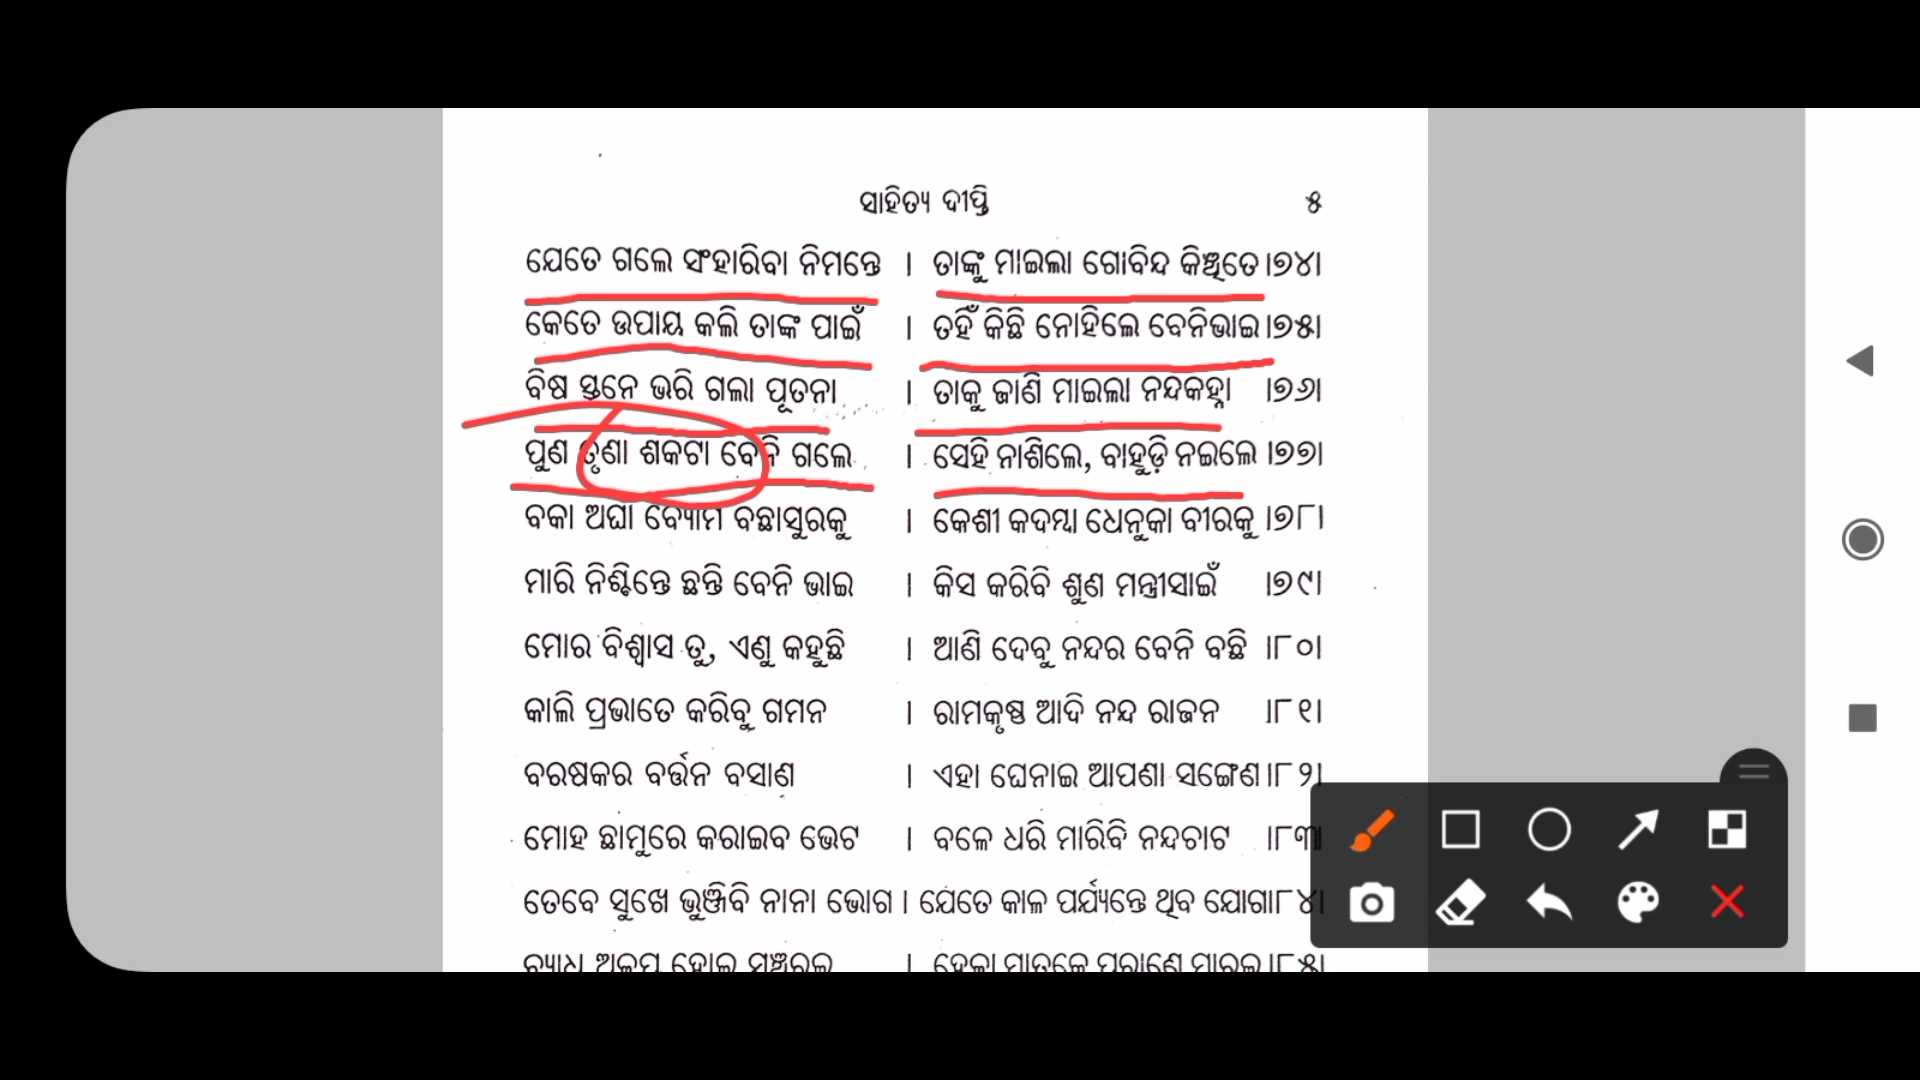 ସାହିତ୍ୟ ଦୀପ୍ତି ୫
ଯେତେ ଗଲେ ସଂହାରିବା ନିମନ୍ତେ । ତାଙ୍କୁ ମାଇଲା ଗୋବିନ୍ଦ କିଞ୍ଚିତେ ।୭୪।
କେତେ ଉପାୟ କଲି ତାଙ୍କ ପାଇଁ । ତହିଁ କିଛି ନୋହିଲେ ବେନିଭାଇ ।୭୫।
ବିଷ ସ୍ତନେ ଭରି ଗଲା ପୂତନା । ତାକୁ ଜାଣି ମାଇଲା ନନ୍ଦକହ୍ନା ।୭୬।
ପୁଣ ତୃଣା ଶକଟା ବେନି ଗଲେ । ସେହି ନାଶିଲେ, ବାହୁଡ଼ି ନଇଲେ ।୭୭।
ବକା ଅଘା ବ୍ୟୋମ ବଛାସୁରକୁ । କେଶୀ କଦମ୍ବା ଧେନୁକା ବୀରକୁ ।୭୮।
ମାରି ନିଶ୍ଚିନ୍ତେ ଛନ୍ତି ବେନି ଭାଇ । କିସ କରିବି ଶୁଣ ମନ୍ତ୍ରୀସାଇଁ ।୭୯।
ମୋର ବିଶ୍ୱାସ ତୁ, ଏଣୁ କହୁଛି । ଆଣି ଦେବୁ ନନ୍ଦର ବେନି ବଛି ।୮୦।
କାଲି ପ୍ରଭାତେ କରିବୁ ଗମନ । ରାମକୃଷ୍ଣ ଆଦି ନନ୍ଦ ରାଜନ ।୮୧।
ବରଷକର ବର୍ତ୍ତନ ବସାଣ । ଏହା ଘେନାଇ ଆପଣା ସଙ୍ଗେଣ ।୮୨।
ମୋହ ଛାମୁରେ କରାଇବ ଭେଟ । ବଳେ ଧରି ମାରିବି ନନ୍ଦଚାଟ ।୮୩।
ତେବେ ସୁଖେ ଭୁଞ୍ଜିବି ନାନା ଭୋଗ । ଯେତେ କାଳ ପର୍ଯ୍ୟନ୍ତେ ଥିବ ଯୋଗ ।୮୪।